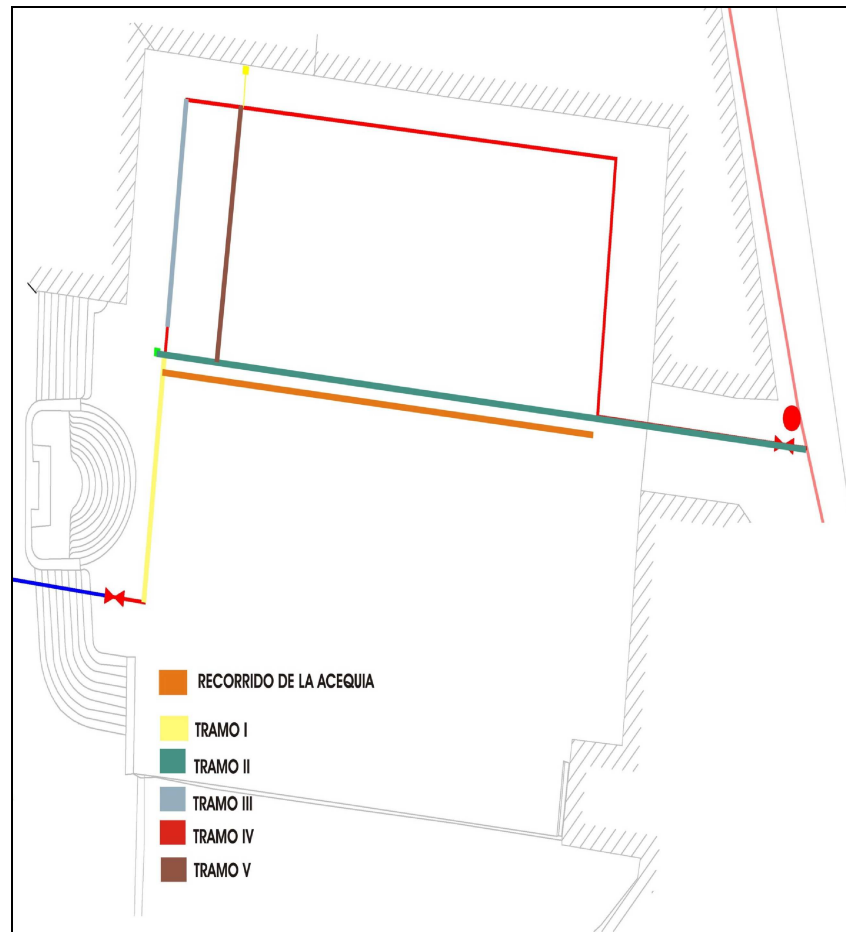 RECORRIDO DE LA ACEQUIA
TRAMO I
TRAMO II
TRAMO III
TRAMO IV
TRAMO V